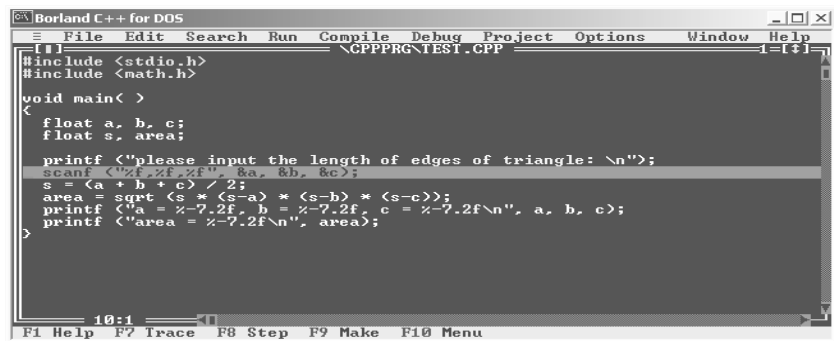 Borland C++ for DOS
≡ File Edit Search Run Compile Debug Project Options Window Help
[■] \CPPPRG\TEST.CPP 1=[↕]
#include <stdio.h>
#include <math.h>
void main( )
{
float a, b, c;
float s, area;
printf ("please input the length of edges of triangle: \n");
scanf ("%f,%f,%f", &a, &b, &c);
s = (a + b + c) / 2;
area = sqrt (s * (s-a) * (s-b) * (s-c));
printf ("a = %-7.2f, b = %-7.2f, c = %-7.2f\n", a, b, c);
printf ("area = %-7.2f\n", area);
}
10:1
F1 Help F7 Trace F8 Step F9 Make F10 Menu